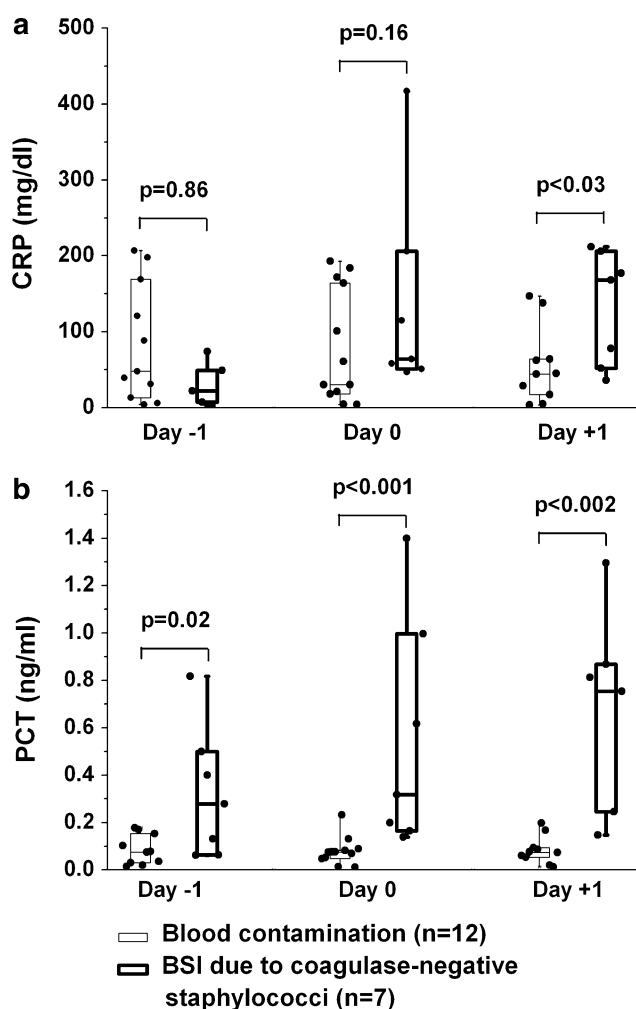 a
500
p=0.16
400
300
p=0.86
p<0.03
200
100
0
CRP (mg/dl)
Day -1 Day 0 Day +1
b
1.6
p<0.001
p<0.002
1.4
1.2
p=0.02
1.0
0.8
0.6
0.4
0.2
0.0
PCT (ng/ml)
Day -1 Day 0 Day +1
Blood contamination (n=12)
BSI due to coagulase-negative
staphylococci (n=7)